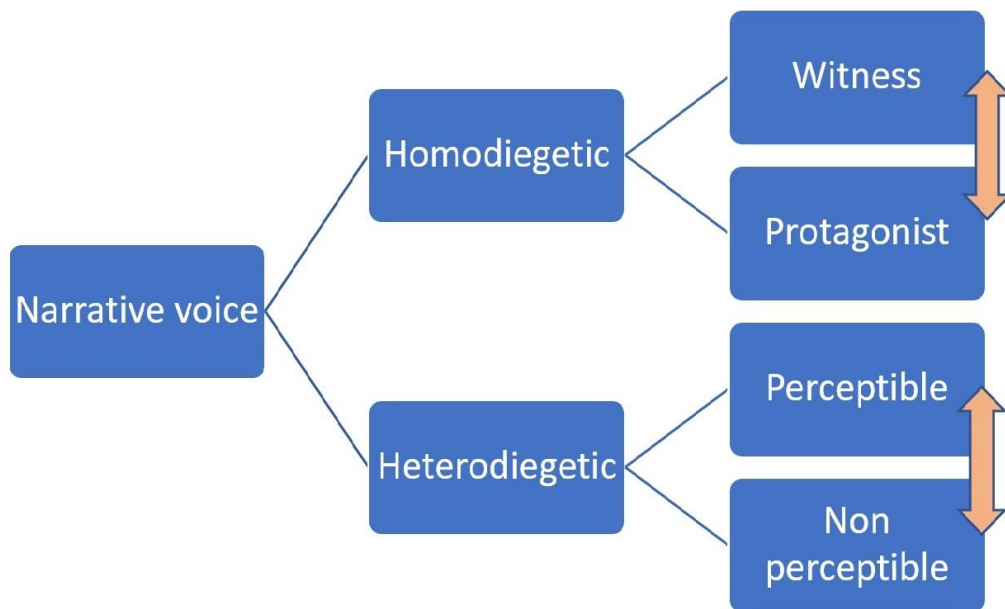 Narrative voice
Homodiegetic
Witness
Protagonist
Heterodiegetic
Perceptible
Non
perceptible